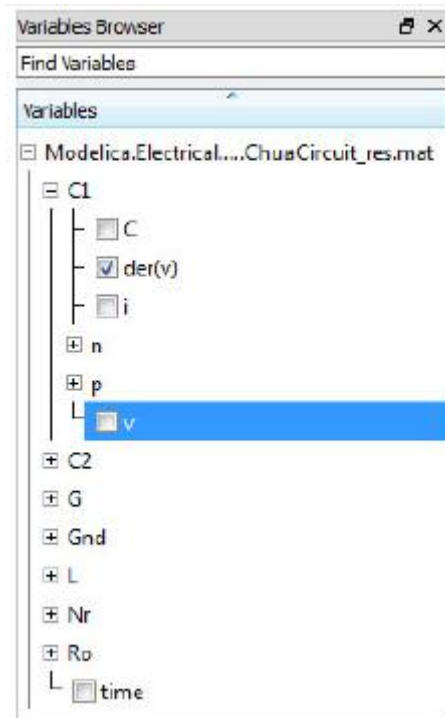 Variables Browser
Find Variables
Variables
Modelica.Electrical.....ChuaCircuit_res.mat
C1
C
der(v)
i
n
p
v
C2
G
Gnd
L
Nr
Ro
time